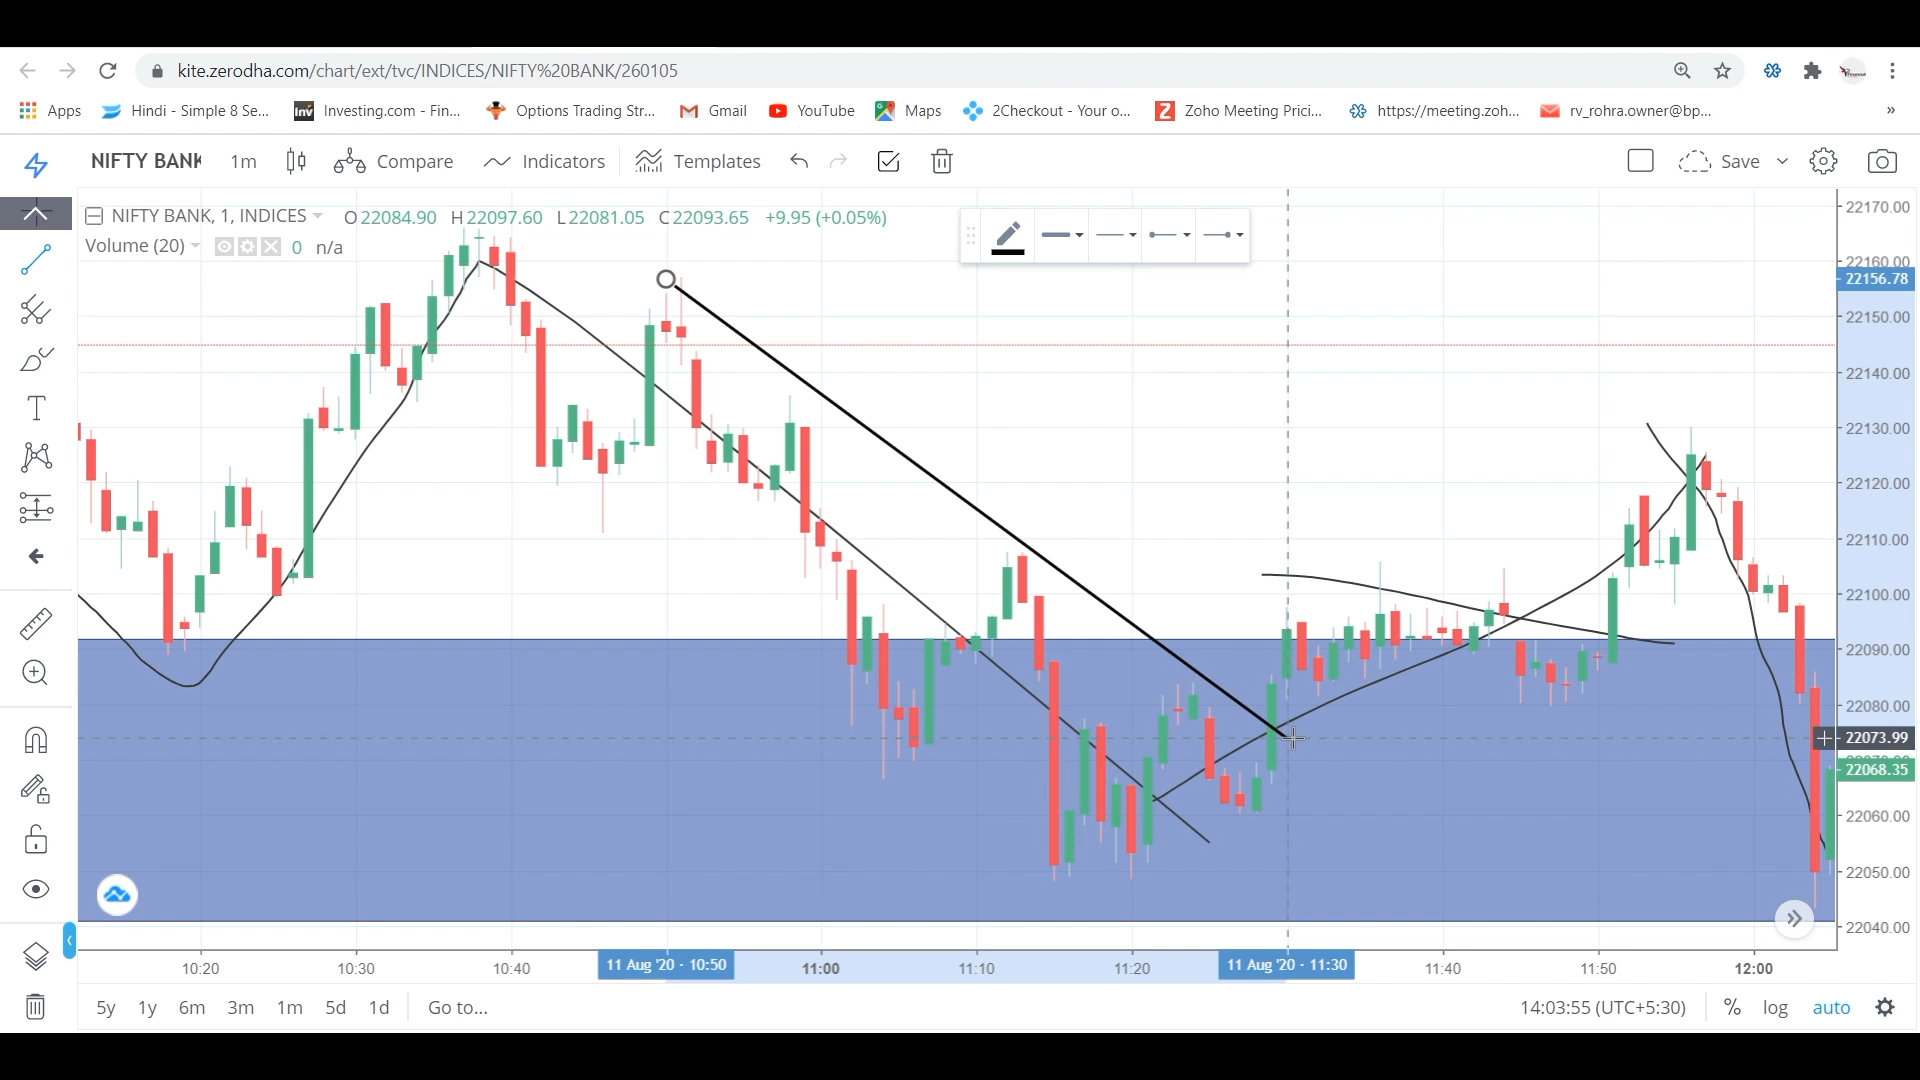 kite.zerodha.com/chart/ext/tvc/INDICES/NIFTY%20BANK/260105
Apps Hindi - Simple 8 Se... Investing.com - Fin... Options Trading Str... Gmail YouTube Maps 2Checkout - Your o... Zoho Meeting Prici... https://meeting.zoh... rv_rohra.owner@bp... »
NIFTY BANK 1m Compare Indicators Templates Save
NIFTY BANK, 1, INDICES O22084.90 H22097.60 L22081.05 C22093.65 +9.95 (+0.05%)
Volume (20) 0 n/a
22170.00
22160.00
22156.78
22150.00
22140.00
22130.00
22120.00
22110.00
22100.00
22090.00
22080.00
22073.99
22068.35
22060.00
22050.00
22040.00
10:20 10:30 10:40 11 Aug '20 - 10:50 11:00 11:10 11:20 11 Aug '20 - 11:30 11:40 11:50 12:00
5y 1y 6m 3m 1m 5d 1d Go to... 14:03:55 (UTC+5:30) % log auto